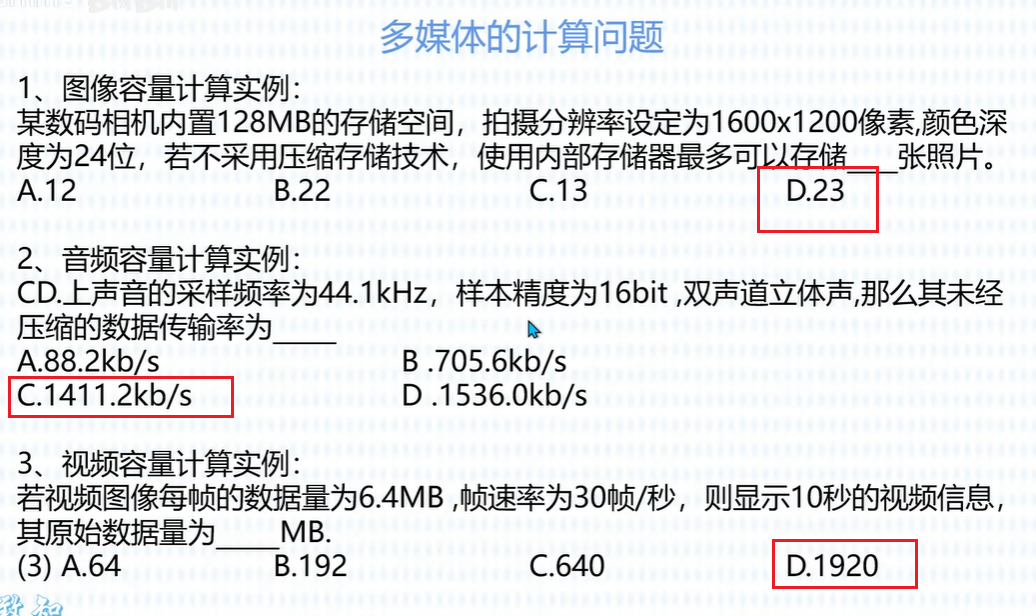 多媒体的计算问题
1、图像容量计算实例：
某数码相机内置128MB的存储空间，拍摄分辨率设定为1600x1200像素,颜色深
度为24位，若不采用压缩存储技术，使用内部存储器最多可以存储____张照片。
A.12 B.22 C.13 D.23
2、音频容量计算实例：
CD.上声音的采样频率为44.1kHz，样本精度为16bit ,双声道立体声,那么其未经
压缩的数据传输率为_____
A.88.2kb/s B .705.6kb/s
C.1411.2kb/s D .1536.0kb/s
3、视频容量计算实例：
若视频图像每帧的数据量为6.4MB ,帧速率为30帧/秒，则显示10秒的视频信息，
其原始数据量为_____MB.
(3) A.64 B.192 C.640 D.1920